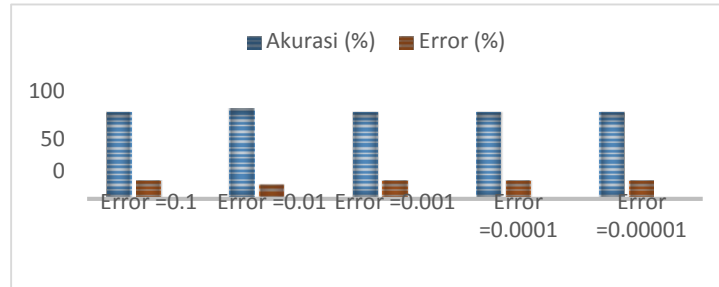 Akurasi (%) Error (%)
100
50
0
Error =0.1 Error =0.01 Error =0.001 Error =0.0001 Error =0.00001